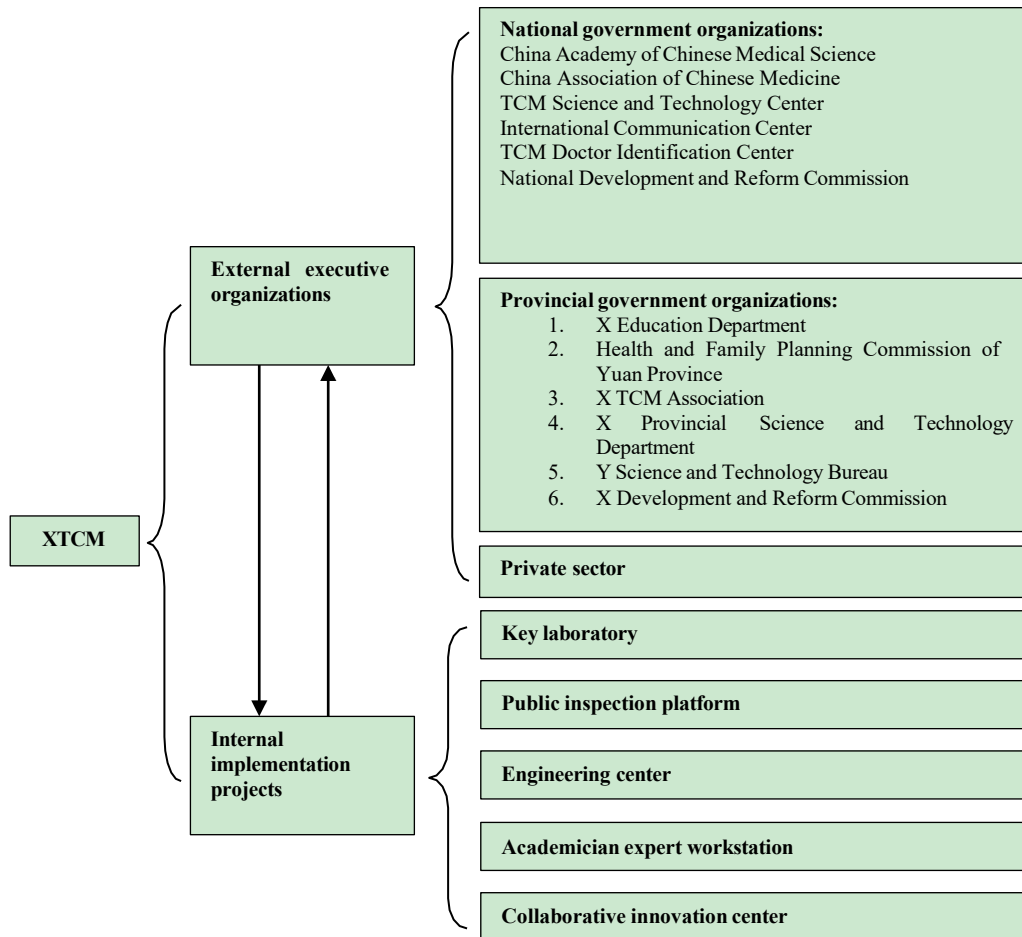 National government organizations:
China Academy of Chinese Medical Science
China Association of Chinese Medicine
TCM Science and Technology Center
International Communication Center
TCM Doctor Identification Center
National Development and Reform Commission
External executive
organizations
Provincial government organizations:
1. X Education Department
2. Health and Family Planning Commission of
Yuan Province
3. X TCM Association
4. X Provincial Science and Technology
Department
5. Y Science and Technology Bureau
6. X Development and Reform Commission
XTCM
Private sector
Key laboratory
Public inspection platform
Internal
implementation
projects
Engineering center
Academician expert workstation
Collaborative innovation center